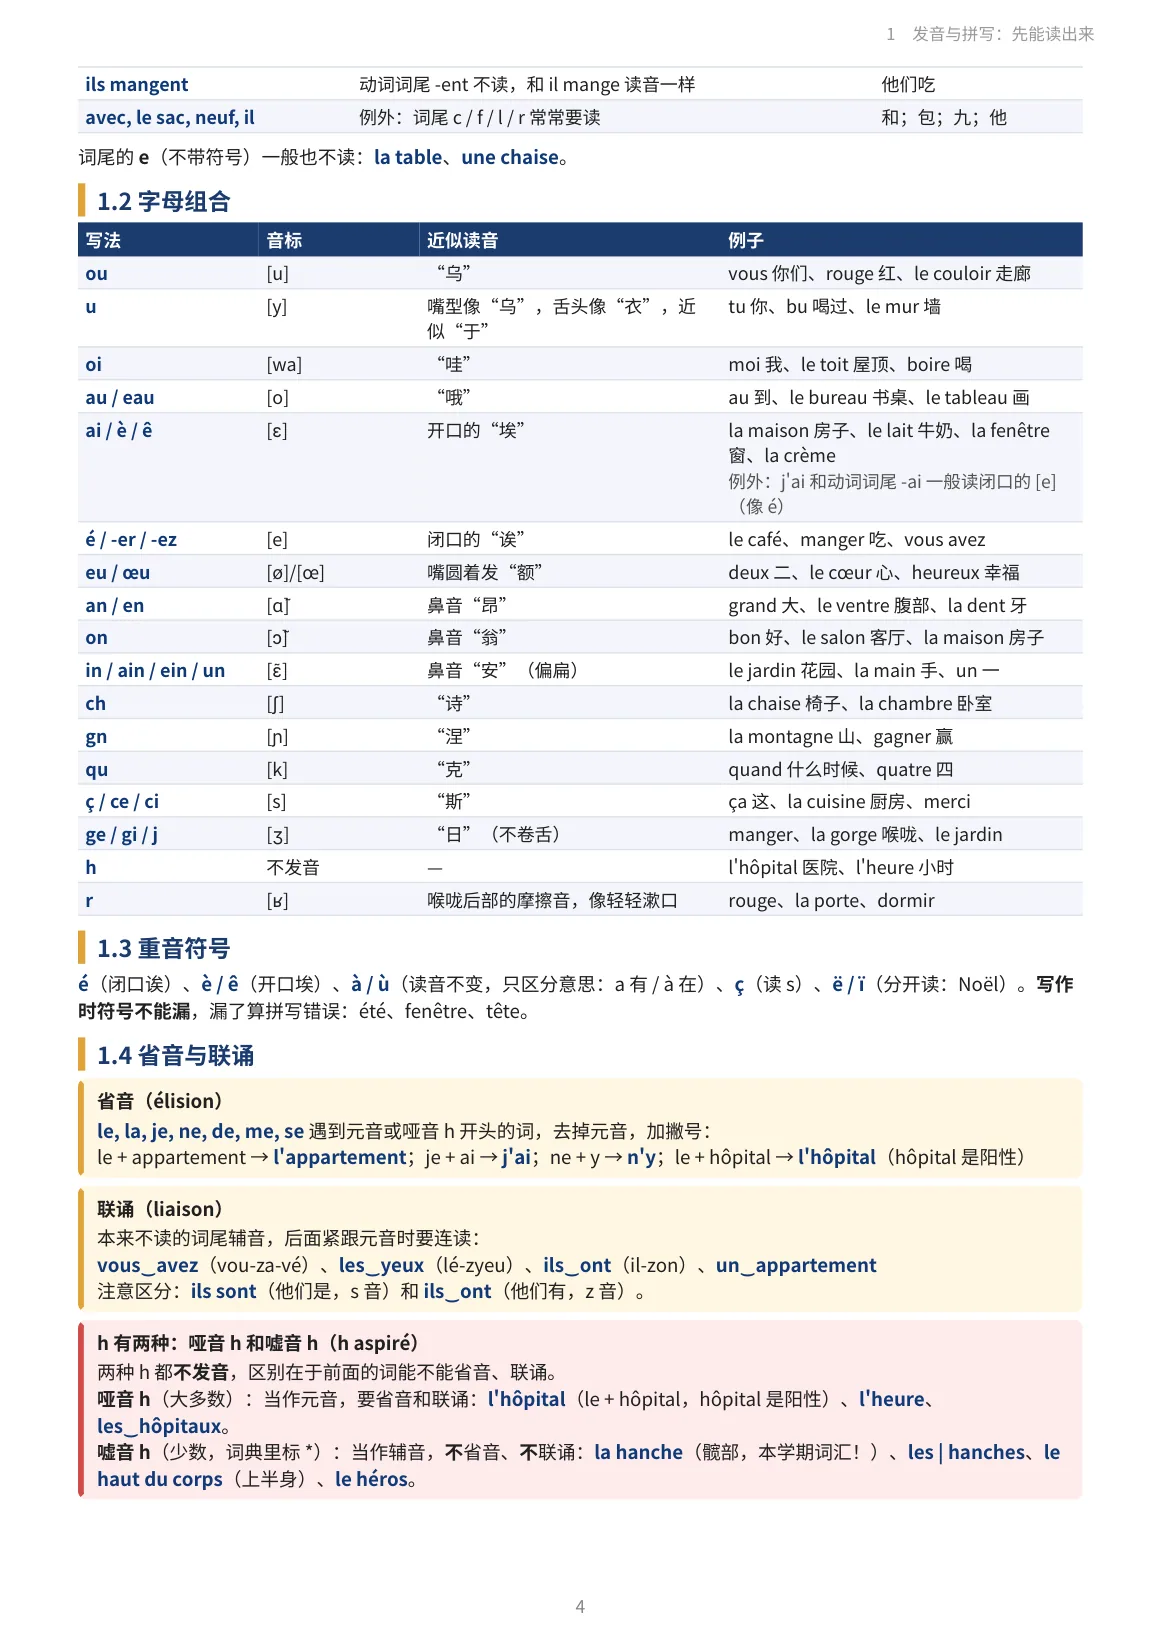 1 发音与拼写：先能读出来
ils mangent 动词词尾 -ent 不读，和 il mange 读音一样 他们吃
avec, le sac, neuf, il 例外：词尾 c / f / l / r 常常要读 和；包；九；他
词尾的 e（不带符号）一般也不读：la table、une chaise。
1.2 字母组合
写法 音标 近似读音 例子
ou [u] “乌” vous 你们、rouge 红、le couloir 走廊
u [y] 嘴型像“乌”，舌头像“衣”，近 tu 你、bu 喝过、le mur 墙
似“于”
oi [wa] “哇” moi 我、le toit 屋顶、boire 喝
au / eau [o] “哦” au 到、le bureau 书桌、le tableau 画
ai / è / ê [ɛ] 开口的“埃” la maison 房子、le lait 牛奶、la fenêtre
窗、la crème
例外：j'ai 和动词词尾 -ai 一般读闭口的 [e]
（像 é）
é / -er / -ez [e] 闭口的“诶” le café、manger 吃、vous avez
eu / œu [ø]/[œ] 嘴圆着发“额” deux 二、le cœur 心、heureux 幸福
an / en [ɑ̃] 鼻音“昂” grand 大、le ventre 腹部、la dent 牙
on [ɔ̃] 鼻音“翁” bon 好、le salon 客厅、la maison 房子
in / ain / ein / un [ɛ̃] 鼻音“安”（偏扁） le jardin 花园、la main 手、un 一
ch [ʃ] “诗” la chaise 椅子、la chambre 卧室
gn [ɲ] “涅” la montagne 山、gagner 赢
qu [k] “克” quand 什么时候、quatre 四
ç / ce / ci [s] “斯” ça 这、la cuisine 厨房、merci
ge / gi / j [ʒ] “日”（不卷舌） manger、la gorge 喉咙、le jardin
h 不发音 — l'hôpital 医院、l'heure 小时
r [ʁ] 喉咙后部的摩擦音，像轻轻漱口 rouge、la porte、dormir
1.3 重音符号
é（闭口诶）、è / ê（开口埃）、à / ù（读音不变，只区分意思：a 有 / à 在）、ç（读 s）、ë / ï（分开读：Noël）。写作
时符号不能漏，漏了算拼写错误：été、fenêtre、tête。
1.4 省音与联诵
省音（élision）
le, la, je, ne, de, me, se 遇到元音或哑音 h 开头的词，去掉元音，加撇号：
le + appartement → l'appartement；je + ai → j'ai；ne + y → n'y；le + hôpital → l'hôpital（hôpital 是阳性）
联诵（liaison）
本来不读的词尾辅音，后面紧跟元音时要连读：
vous‿avez（vou-za-vé）、les‿yeux（lé-zyeu）、ils‿ont（il-zon）、un‿appartement
注意区分：ils sont（他们是，s 音）和 ils‿ont（他们有，z 音）。
h 有两种：哑音 h 和嘘音 h（h aspiré）
两种 h 都不发音，区别在于前面的词能不能省音、联诵。
哑音 h（大多数）：当作元音，要省音和联诵：l'hôpital（le + hôpital，hôpital 是阳性）、l'heure、
les‿hôpitaux。
嘘音 h（少数，词典里标 *）：当作辅音，不省音、不联诵：la hanche（髋部，本学期词汇！）、les | hanches、le
haut du corps（上半身）、le héros。
4